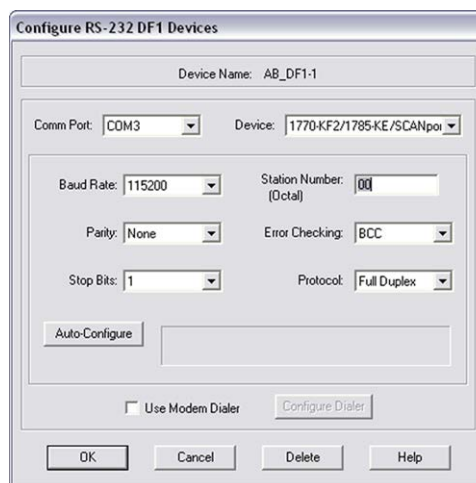 Configure RS-232 DF1 Devices
Device Name: AB_DF1-1
Comm Port: COM3 Device: 1770-KF2/1785-KE/SCANpor
Baud Rate: 115200 Station Number: 00
(Octal)
Parity: None Error Checking: BCC
Stop Bits: 1 Protocol: Full Duplex
Auto-Configure
Use Modem Dialer Configure Dialer
OK Cancel Delete Help